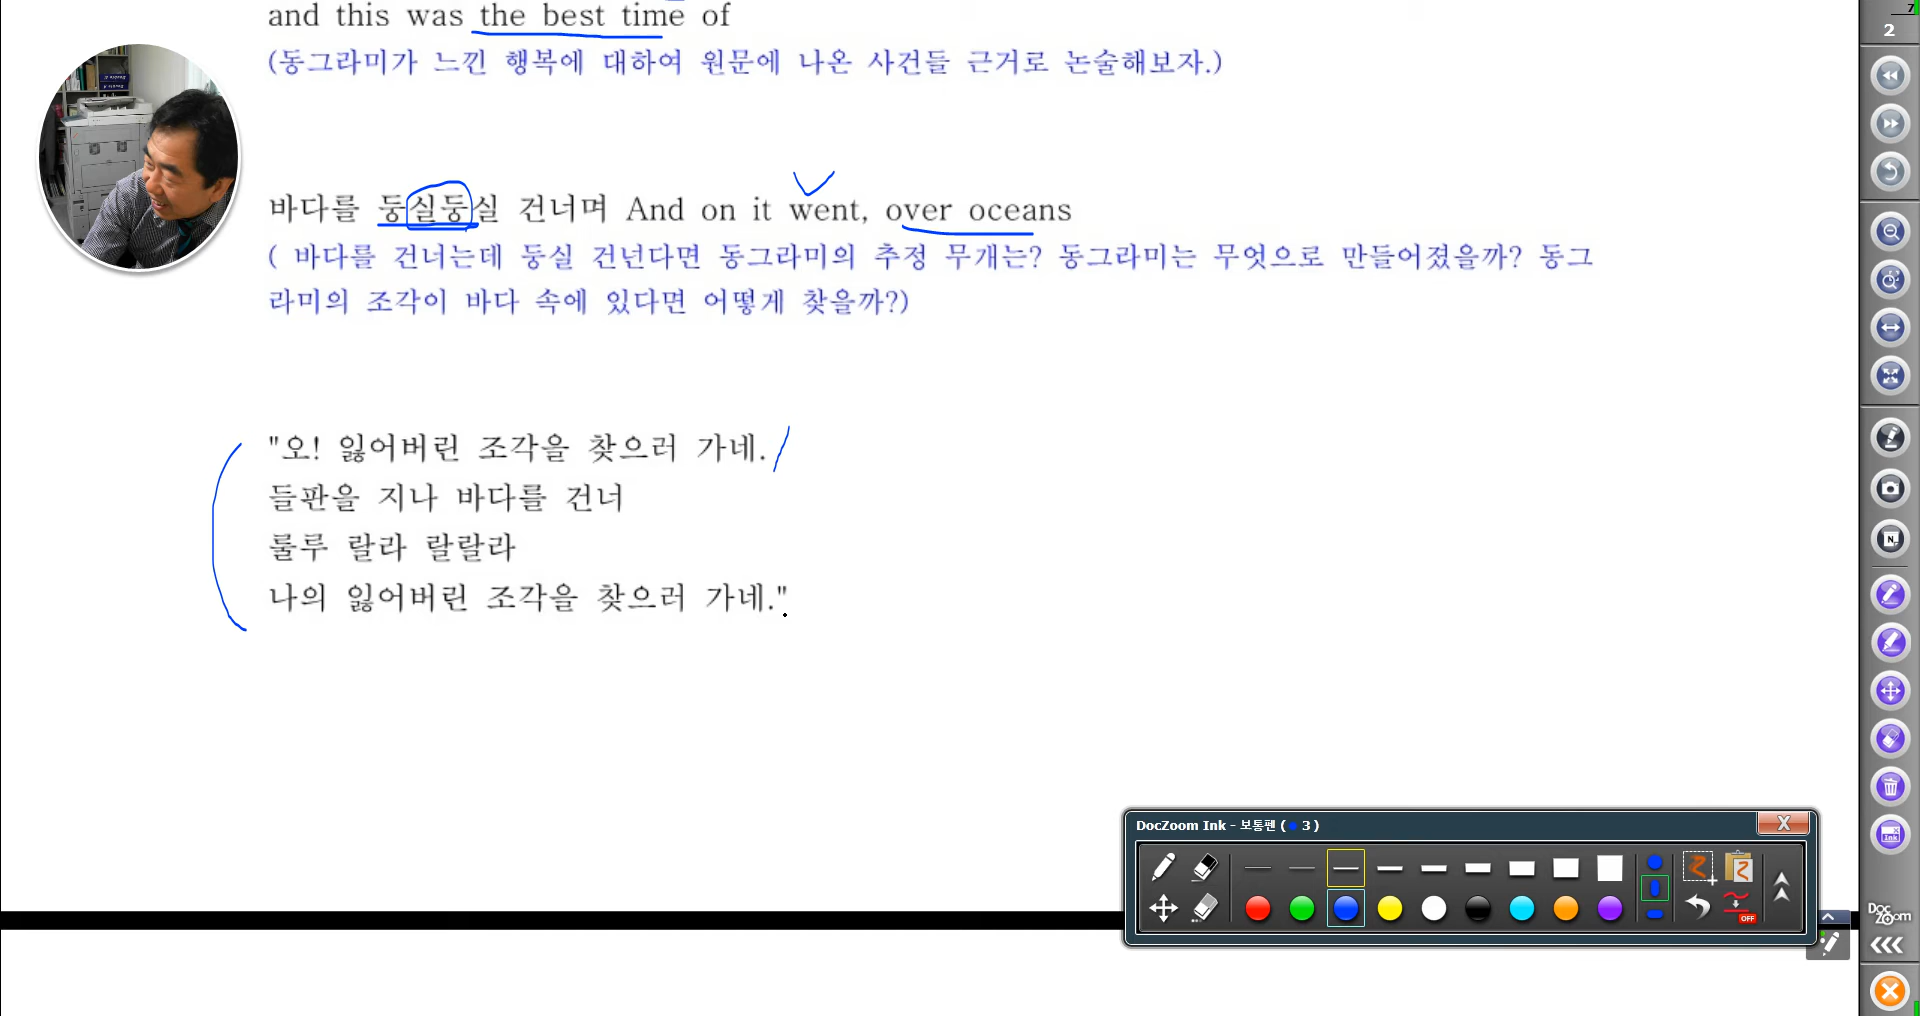 7
2
and this was the best time of
(동그라미가 느낀 행복에 대하여 원문에 나온 사건들 근거로 논술해보자.)
바다를 둥실둥실 건너며 And on it went, over oceans
( 바다를 건너는데 둥실 건넌다면 동그라미의 추정 무개는? 동그라미는 무엇으로 만들어졌을까? 동그
라미의 조각이 바다 속에 있다면 어떻게 찾을까?)
"오! 잃어버린 조각을 찾으러 가네.
들판을 지나 바다를 건너
룰루 랄라 랄랄라
나의 잃어버린 조각을 찾으러 가네."
DocZoom Ink - 보통펜 ( 3 )
OFF
N
Ink
Doc
Zoom